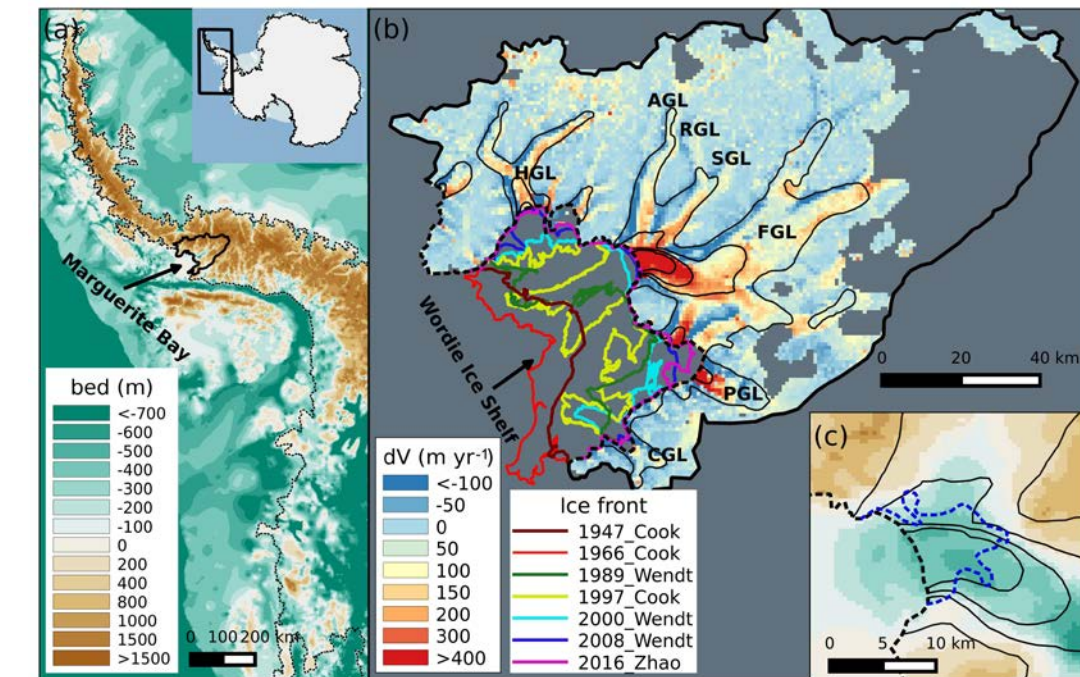 (a)
Marguerite Bay
bed (m)
<-700
-600
-500
-400
-300
-200
-100
0
200
400
800
1000
1500
>1500
0 100 200 km
(b)
AGL
RGL
SGL
HGL
FGL
PGL
CGL
Wordie Ice Shelf
0 20 40 km
dV (m yr⁻¹)
<-100
-50
0
50
100
150
200
300
>400
Ice front
1947_Cook
1966_Cook
1989_Wendt
1997_Cook
2000_Wendt
2008_Wendt
2016_Zhao
(c)
0 5 10 km